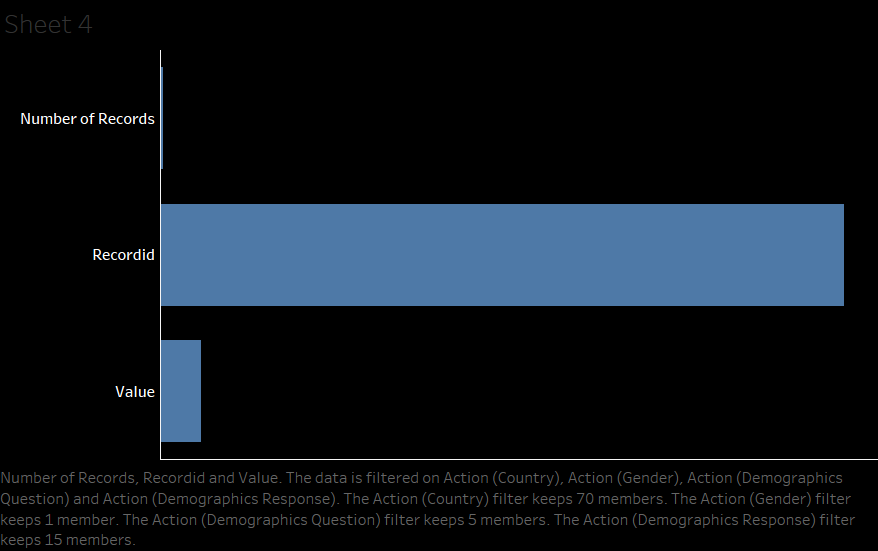 Sheet 4
Number of Records
Recordid
Value
Number of Records, Recordid and Value. The data is filtered on Action (Country), Action (Gender), Action (Demographics
Question) and Action (Demographics Response). The Action (Country) filter keeps 70 members. The Action (Gender) filter
keeps 1 member. The Action (Demographics Question) filter keeps 5 members. The Action (Demographics Response) filter
keeps 15 members.